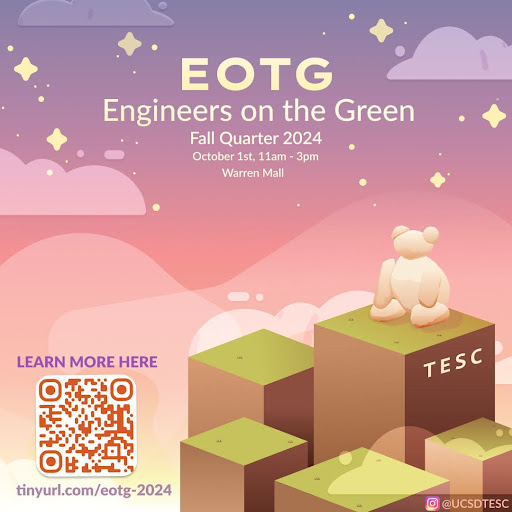 EOTG
Engineers on the Green
Fall Quarter 2024
October 1st, 11am - 3pm
Warren Mall
TESC
LEARN MORE HERE
tinyurl.com/eotg-2024
@UCSDTESC